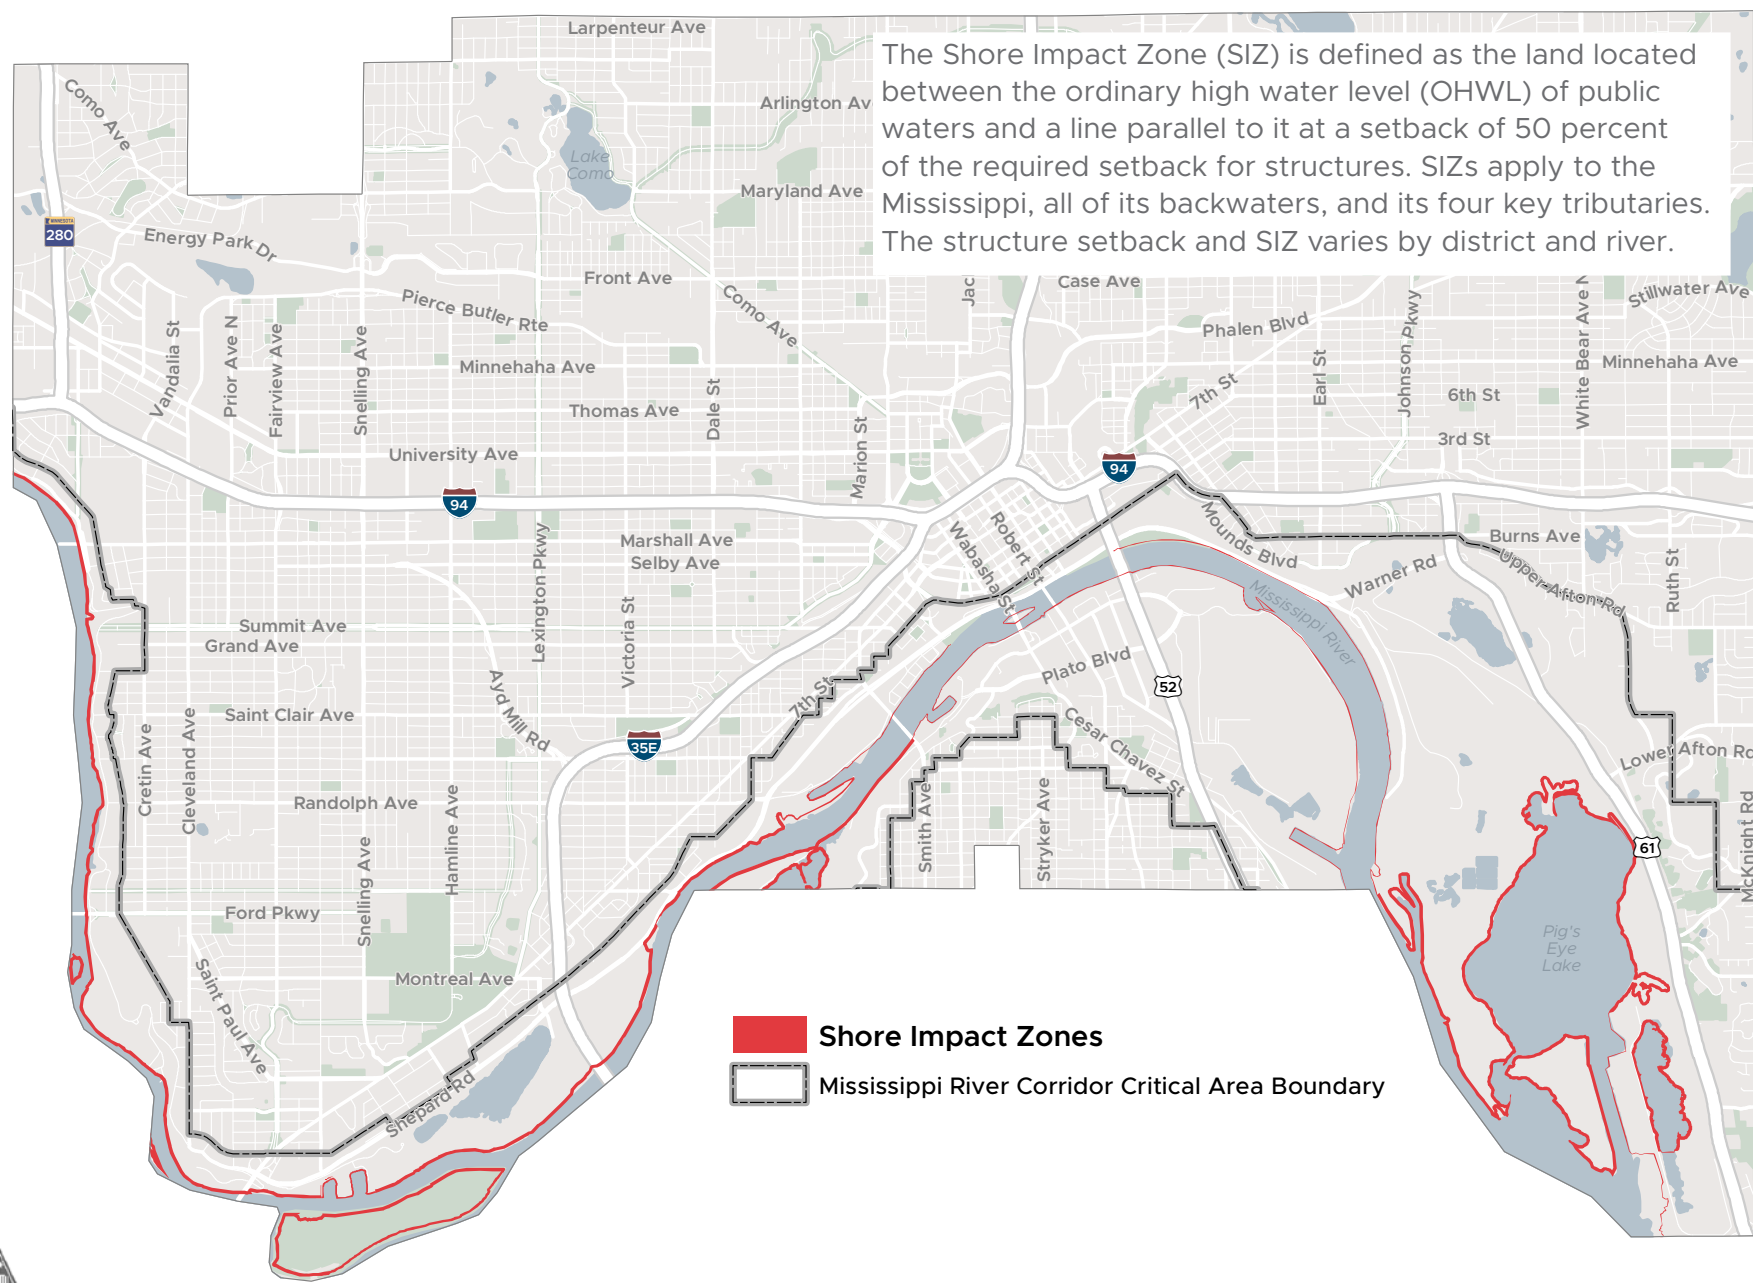 Larpenteur Ave
The Shore Impact Zone (SIZ) is defined as the land located
between the ordinary high water level (OHWL) of public
waters and a line parallel to it at a setback of 50 percent
of the required setback for structures. SIZs apply to the
Mississippi, all of its backwaters, and its four key tributaries.
The structure setback and SIZ varies by district and river.
Como Ave
Arlington Av
Lake
Como
Maryland Ave
MINNESOTA
280
Energy Park Dr
Front Ave
Jac
Case Ave
Stillwater Ave
Pierce Butler Rte
Como Ave
Phalen Blvd
Vandalia St
Prior Ave N
Fairview Ave
Snelling Ave
Minnehaha Ave
Dale St
Earl St
Johnson Pkwy
White Bear Ave N
Minnehaha Ave
7th St
6th St
Thomas Ave
Marion St
3rd St
University Ave
94
94
Marshall Ave
Selby Ave
Lexington Pkwy
Victoria St
Wabasha St
Robert St
Mounds Blvd
Burns Ave
Upper Afton Rd
Ruth St
Warner Rd
Mississippi River
Summit Ave
Grand Ave
Plato Blvd
52
Ayd Mill Rd
7th St
Saint Clair Ave
35E
Cesar Chavez St
Lower Afton Rd
Cretin Ave
Cleveland Ave
Randolph Ave
Hamline Ave
Snelling Ave
Smith Ave
Stryker Ave
61
McKnight Rd
Ford Pkwy
Pig's
Eye
Lake
Montreal Ave
Saint Paul Ave
Shepard Rd
Shore Impact Zones
Mississippi River Corridor Critical Area Boundary